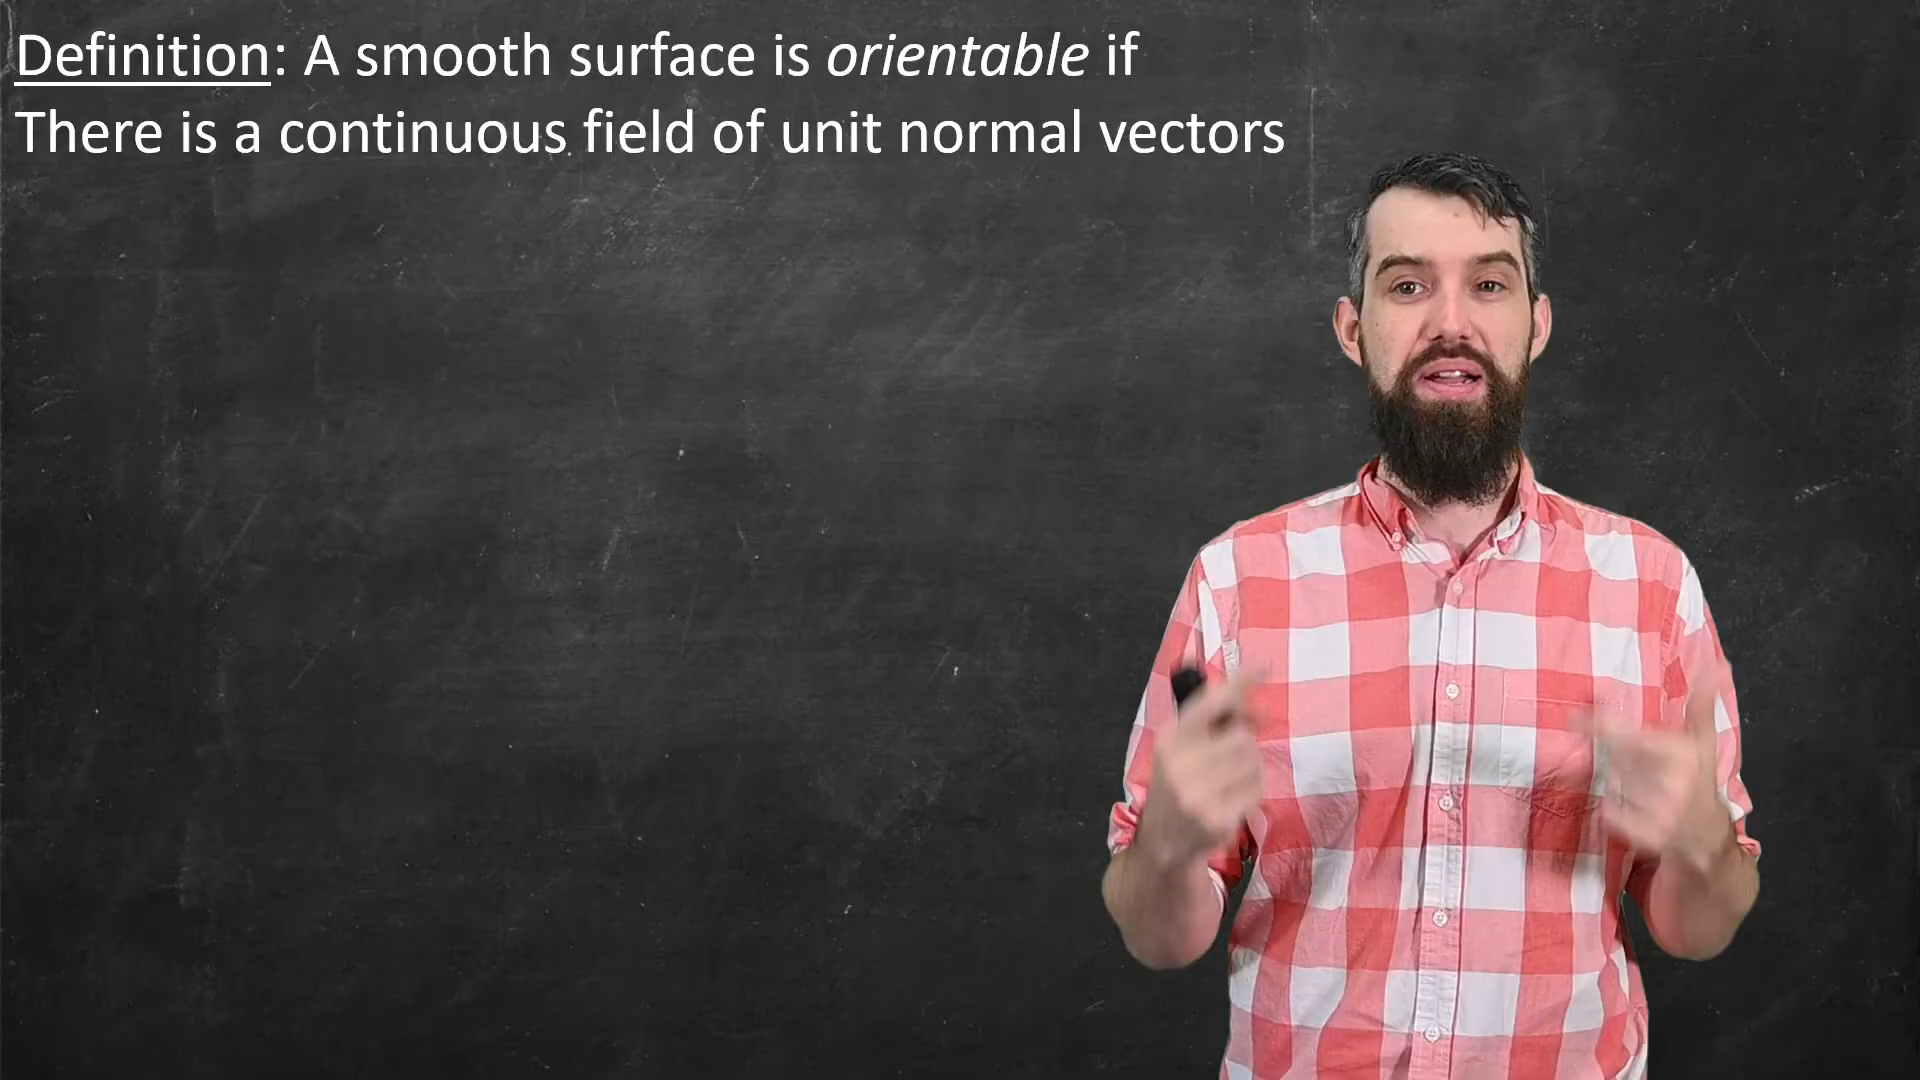 Definition: A smooth surface is orientable if
There is a continuous field of unit normal vectors